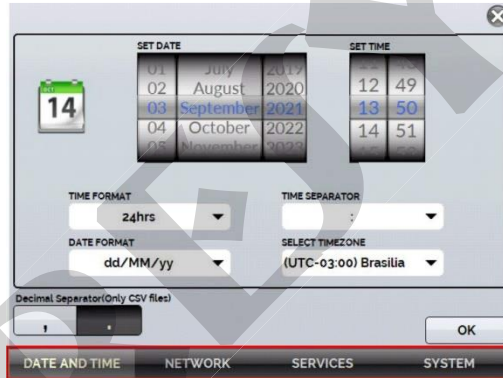 SET DATE
SET TIME
01 July 2019
02 August 2020 12 49
03 September 2021 13 50
04 October 2022 14 51
05 November 2023
OCT
14
TIME FORMAT
TIME SEPARATOR
24hrs
:
DATE FORMAT
SELECT TIMEZONE
dd/MM/yy
(UTC-03:00) Brasilia
Decimal Separator(Only CSV files)
, .
OK
DATE AND TIME NETWORK SERVICES SYSTEM